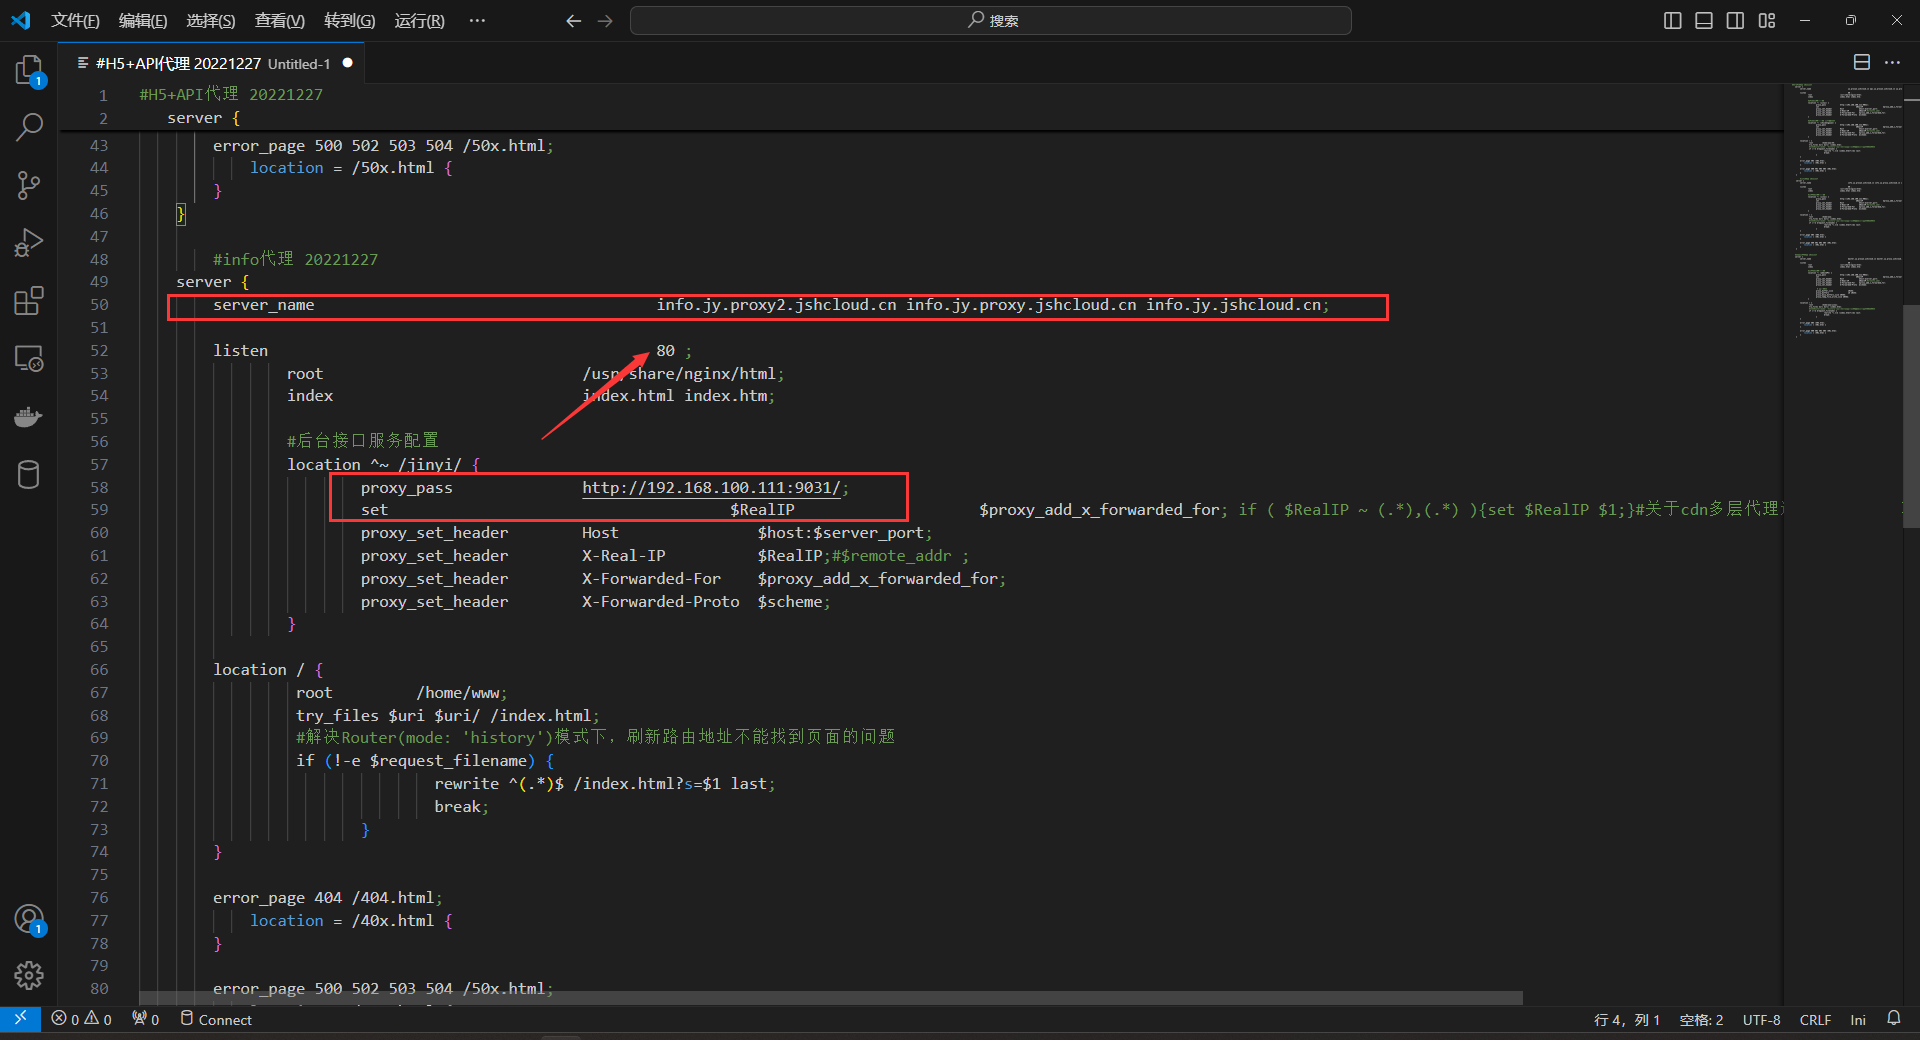 文件(F) 编辑(E) 选择(S) 查看(V) 转到(G) 运行(R) ··· 搜索
#H5+API代理 20221227 Untitled-1
1 #H5+API代理 20221227
2 server {
43 error_page 500 502 503 504 /50x.html;
44 location = /50x.html {
45 }
46 }
47
48 #info代理 20221227
49 server {
50 server_name info.jy.proxy2.jshcloud.cn info.jy.proxy.jshcloud.cn info.jy.jshcloud.cn;
51
52 listen 80 ;
53 root /usr/share/nginx/html;
54 index index.html index.htm;
55
56 #后台接口服务配置
57 location ^~ /jinyi/ {
58 proxy_pass http://192.168.100.111:9031/;
59 set $RealIP $proxy_add_x_forwarded_for; if ( $RealIP ~ (.*),(.*) ){set $RealIP $1;}#关于cdn多层代理
60 proxy_set_header Host $host:$server_port;
61 proxy_set_header X-Real-IP $RealIP;#$remote_addr ;
62 proxy_set_header X-Forwarded-For $proxy_add_x_forwarded_for;
63 proxy_set_header X-Forwarded-Proto $scheme;
64 }
65
66 location / {
67 root /home/www;
68 try_files $uri $uri/ /index.html;
69 #解决Router(mode: 'history')模式下，刷新路由地址不能找到页面的问题
70 if (!-e $request_filename) {
71 rewrite ^(.*)$ /index.html?s=$1 last;
72 break;
73 }
74 }
75
76 error_page 404 /404.html;
77 location = /40x.html {
78 }
79
80 error_page 500 502 503 504 /50x.html;
1
1
0 0 0 Connect 行 4，列 1 空格: 2 UTF-8 CRLF Ini